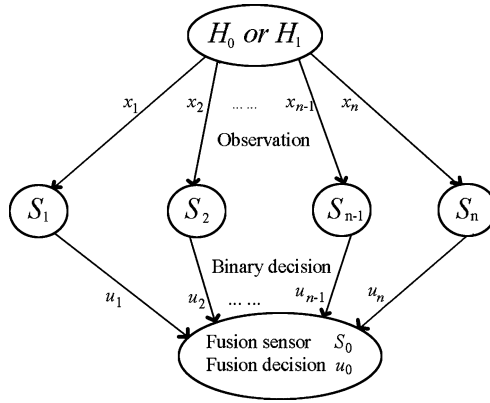 H0 or H1
x1 x2 ... ... xn-1 xn
Observation
S1 S2 Sn-1 Sn
Binary decision
u1 u2 ... ... un-1 un
Fusion sensor S0
Fusion decision u0